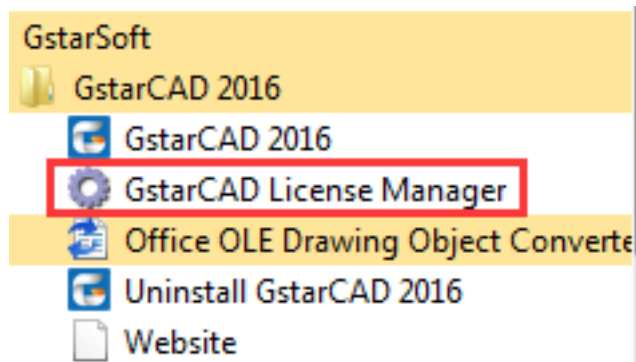 GstarSoft
GstarCAD 2016
GstarCAD 2016
GstarCAD License Manager
Office OLE Drawing Object Converte
Uninstall GstarCAD 2016
Website